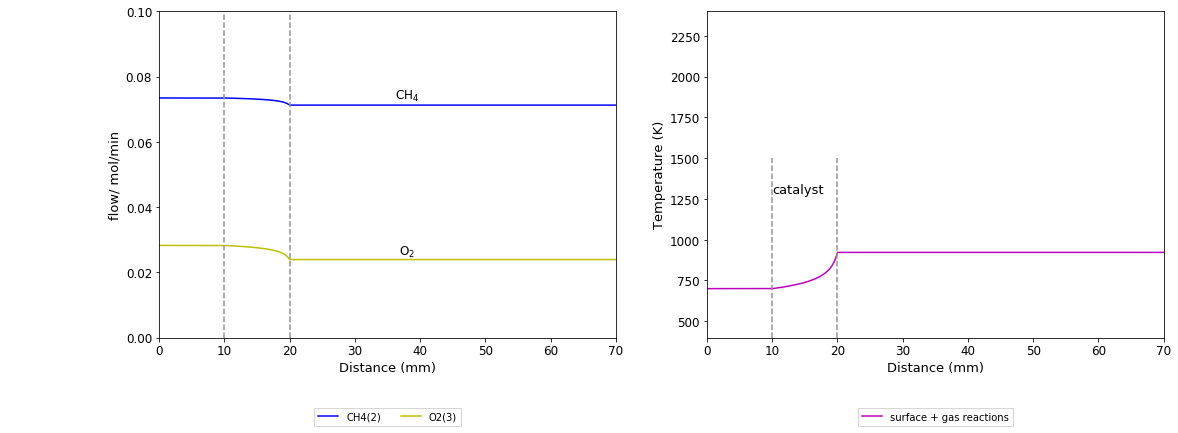 0.10
0.08
0.06
0.04
0.02
0.00
flow/ mol/min
CH₄
O₂
0 10 20 30 40 50 60 70
Distance (mm)
CH4(2) O2(3)
2250
2000
1750
1500
1250
1000
750
500
Temperature (K)
catalyst
0 10 20 30 40 50 60 70
Distance (mm)
surface + gas reactions